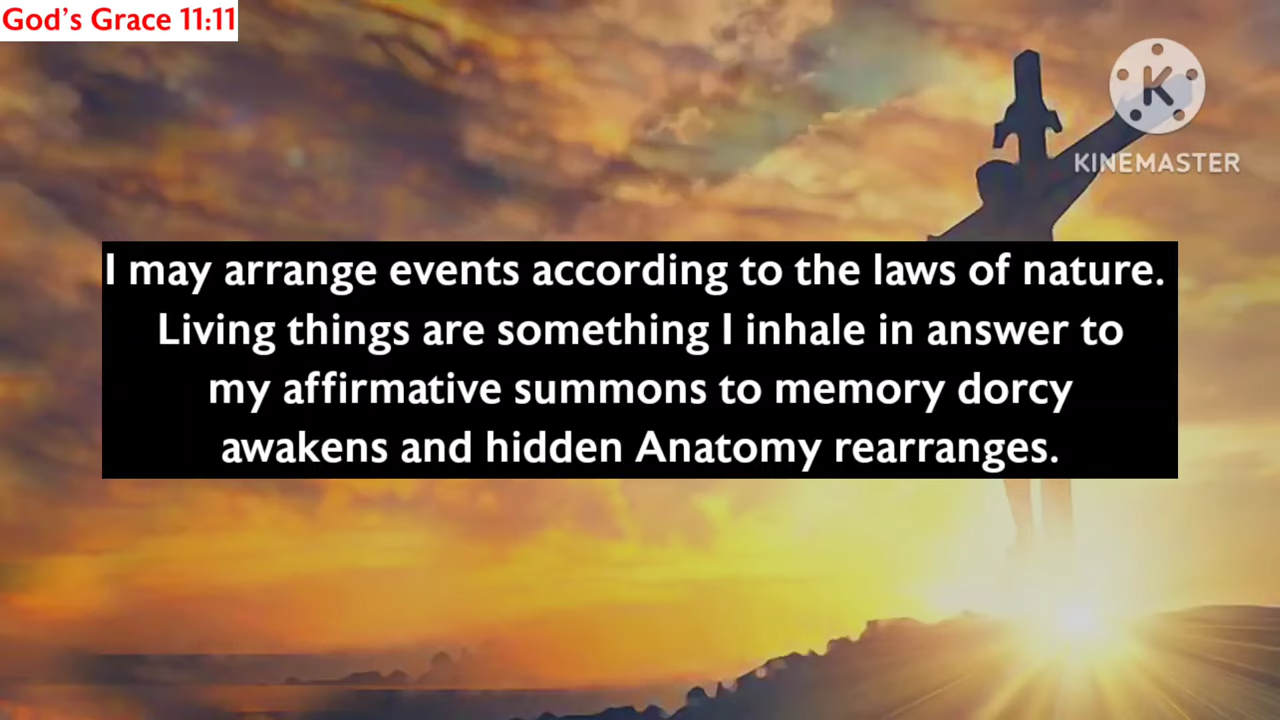 God's Grace 11:11
K
KINEMASTER
I may arrange events according to the laws of nature.
Living things are something I inhale in answer to
my affirmative summons to memory dorcy
awakens and hidden Anatomy rearranges.